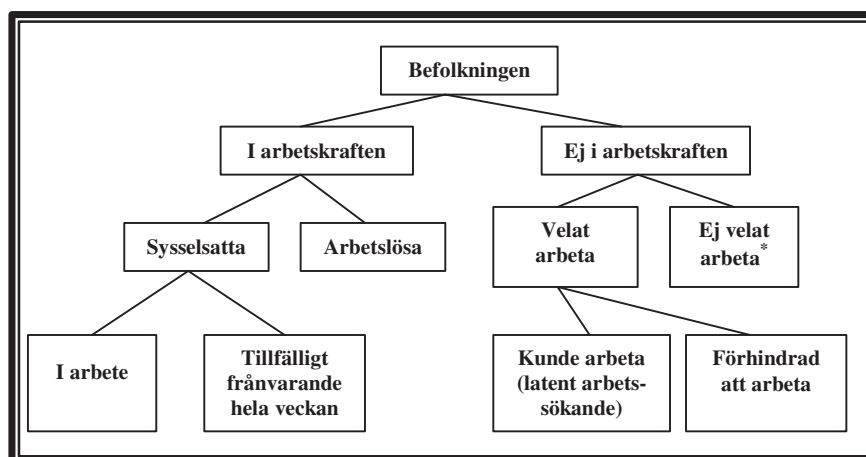 Befolkningen
I arbetskraften
Ej i arbetskraften
Sysselsatta
Arbetslösa
Velat
arbeta
Ej velat
arbeta*
I arbete
Tillfälligt
frånvarande
hela veckan
Kunde arbeta
(latent arbets-
sökande)
Förhindrad
att arbeta